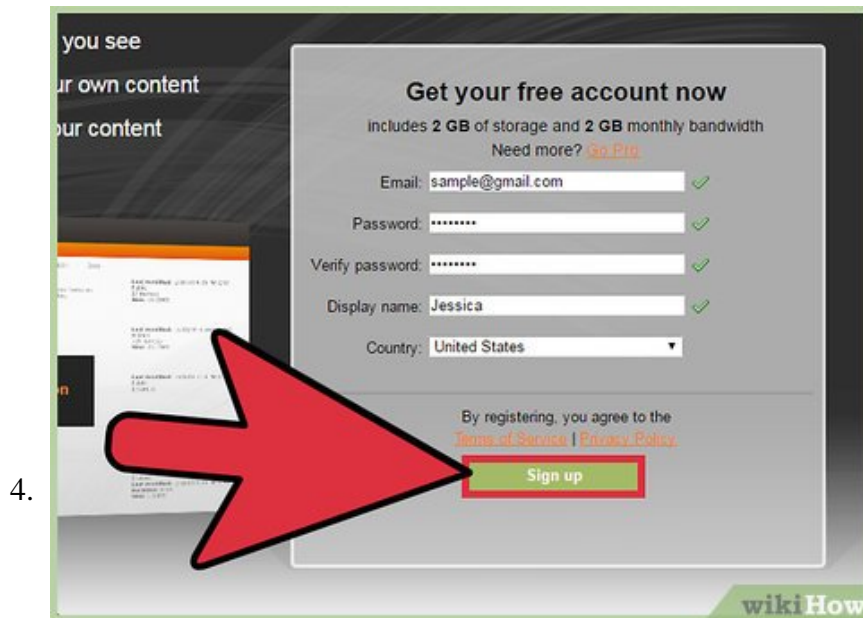 you see
ur own content
our content
Get your free account now
includes 2 GB of storage and 2 GB monthly bandwidth
Need more? Go Pro
Email: sample@gmail.com
Password: ••••••••
Verify password: ••••••••
Display name: Jessica
Country: United States
on
By registering, you agree to the
Terms of Service | Privacy Policy.
Sign up
4.
wikiHow